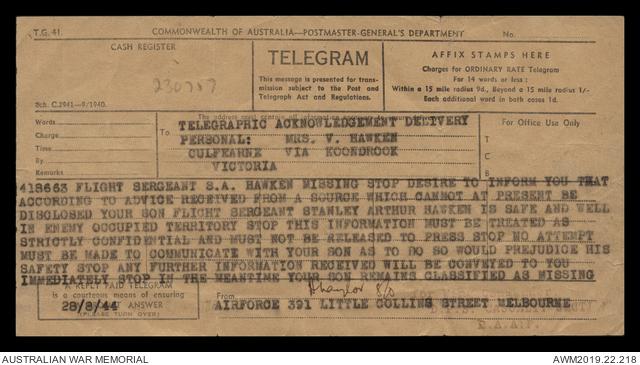 T.G. 41. COMMONWEALTH OF AUSTRALIA—POSTMASTER-GENERAL'S DEPARTMENT No.
CASH REGISTER
230757
Sch. C.2941—9/1940.
TELEGRAM
This message is presented for trans-
mission subject to the Post and
Telegraph Act and Regulations.
AFFIX STAMPS HERE
Charges for ORDINARY RATE Telegram
For 14 words or less:
Within a 15 mile radius 9d., Beyond a 15 mile radius 1/-
Each additional word in both cases 1d.
Words
Charge
Time
By
Remarks
To
TELEGRAPHIC ACKNOWLEDGEMENT DELIVERY
PERSONAL: MRS. V. HAWKEN
CULFEARNE VIA KOONDROOK
VICTORIA
For Office Use Only
T
C
B
418663 FLIGHT SERGEANT S.A. HAWKEN MISSING STOP DESIRE TO INFORM YOU THAT
ACCORDING TO ADVICE RECEIVED FROM A SOURCE WHICH CANNOT AT PRESENT BE
DISCLOSED YOUR SON FLIGHT SERGEANT STANLEY ARTHUR HAWKEN IS SAFE AND WELL
IN ENEMY OCCUPIED TERRITORY STOP THIS INFORMATION MUST BE TREATED AS
STRICTLY CONFIDENTIAL AND MUST NOT BE RELEASED TO PRESS STOP NO ATTEMPT
MUST BE MADE TO COMMUNICATE WITH YOUR SON AS TO NO SO WOULD PREJUDICE HIS
SAFETY STOP ANY FURTHER INFORMATION RECEIVED WILL BE CONVEYED TO YOU
IMMEDIATELY STOP IN THE MEANTIME YOUR SON REMAINS CLASSIFIED AS MISSING
A REPLY PAID TELEGRAM
is a courteous means of ensuring
ANSWER
(PLEASE TURN OVER)
28/8/44
From
AIRFORCE 391 LITTLE COLLINS STREET MELBOURNE
R.A.A.F.
AUSTRALIAN WAR MEMORIAL AWM2019.22.218